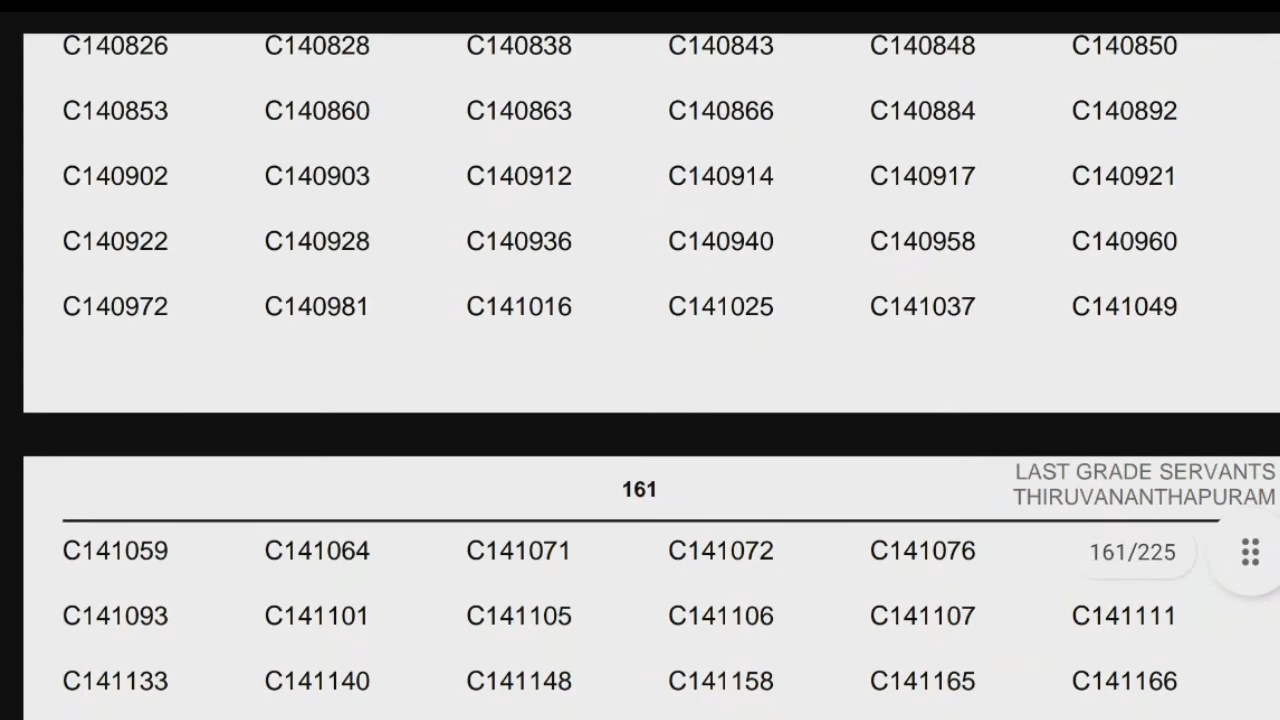 C140826 C140828 C140838 C140843 C140848 C140850
C140853 C140860 C140863 C140866 C140884 C140892
C140902 C140903 C140912 C140914 C140917 C140921
C140922 C140928 C140936 C140940 C140958 C140960
C140972 C140981 C141016 C141025 C141037 C141049
LAST GRADE SERVANTS
161
THIRUVANANTHAPURAM
C141059 C141064 C141071 C141072 C141076 161/225
C141093 C141101 C141105 C141106 C141107 C141111
C141133 C141140 C141148 C141158 C141165 C141166